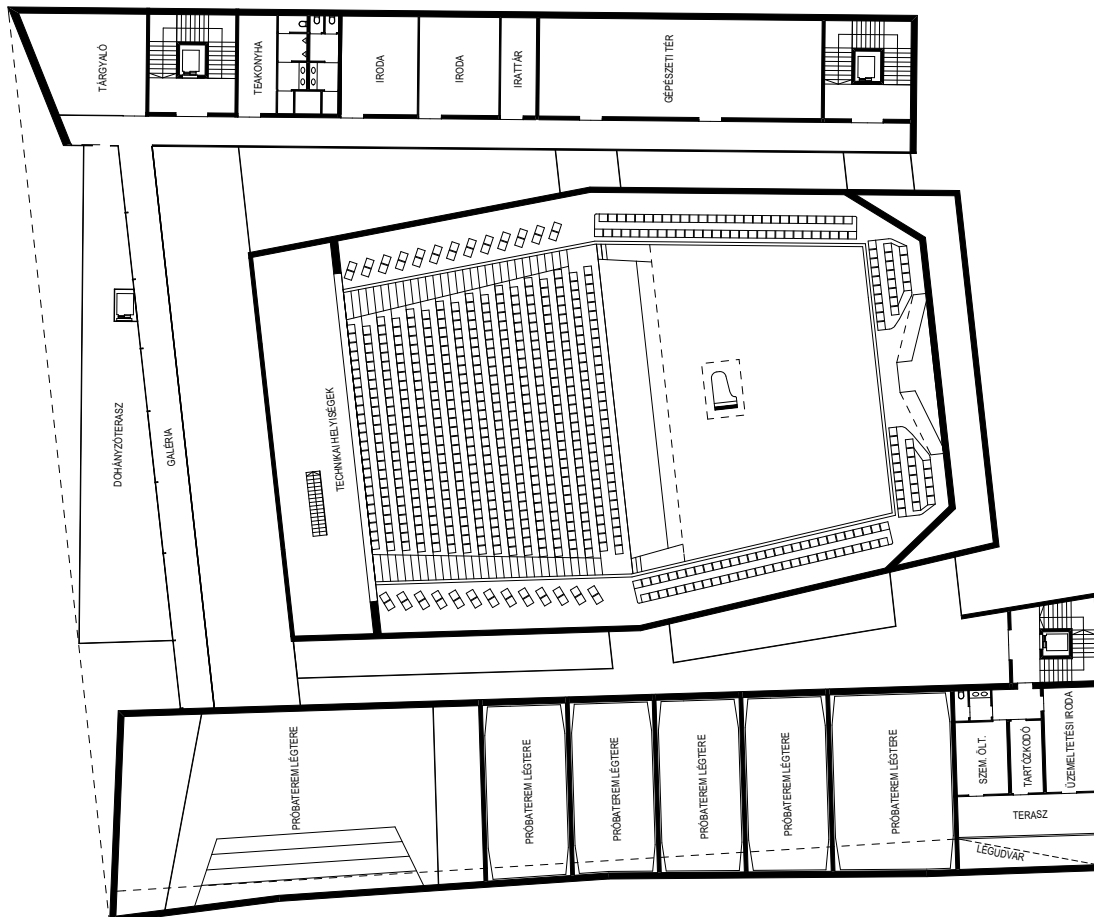 TÁRGYALÓ
TEAKONYHA
IRODA
IRODA
IRATTÁR
GÉPÉSZETI TÉR
DOHÁNYZÓTERASZ
GALÉRIA
TECHNIKAI HELYISÉGEK
PRÓBATEREM LÉGTERE
PRÓBATEREM LÉGTERE
PRÓBATEREM LÉGTERE
PRÓBATEREM LÉGTERE
PRÓBATEREM LÉGTERE
PRÓBATEREM LÉGTERE
SZEM. ÖLT.
TARTÓZKODÓ
ÜZEMELTETÉSI IRODA
TERASZ
LÉGUDVAR